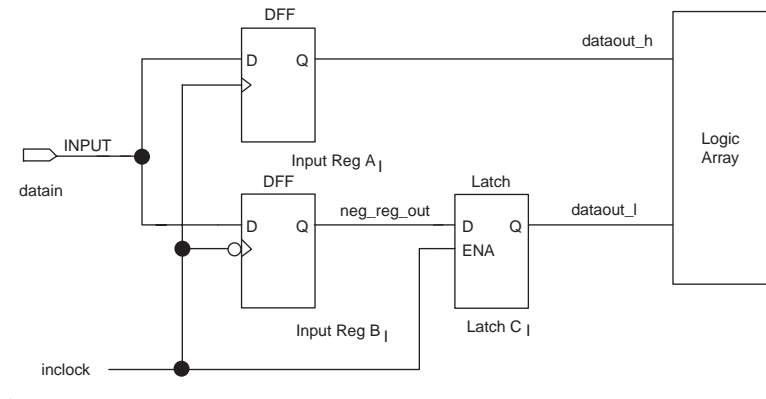 DFF
dataout_h
D Q
INPUT
Logic
Array
Input Reg A I
datain
DFF
Latch
neg_reg_out
dataout_l
D Q
D Q
ENA
Input Reg B I
Latch C I
inclock